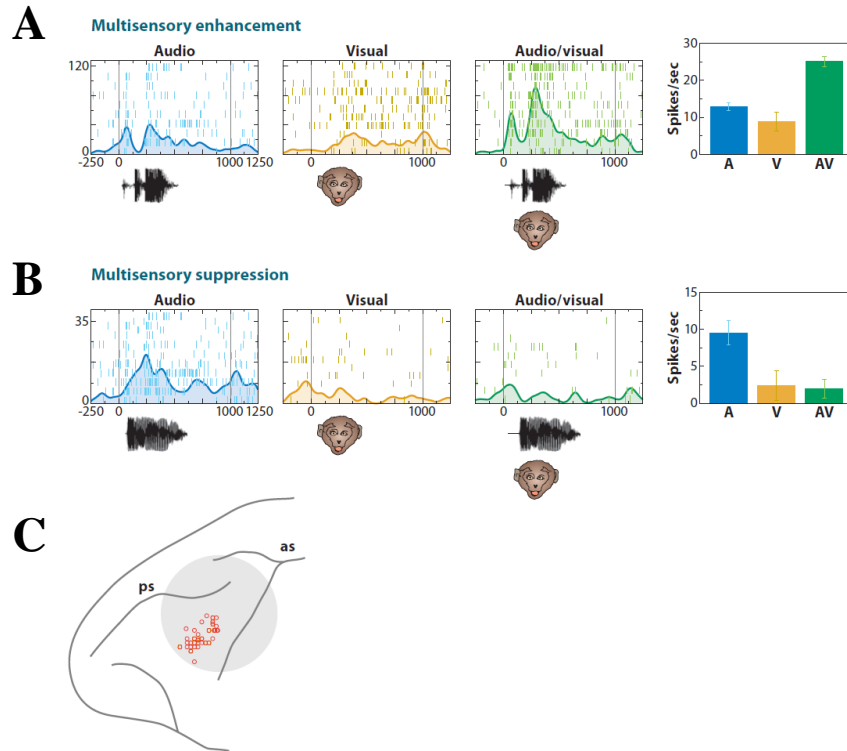 A
Multisensory enhancement
Audio
Visual
Audio/visual
120
0
-250 0 1000 1250
0 1000
0 1000
Spikes/sec
30
20
10
0
A V AV
B
Multisensory suppression
Audio
Visual
Audio/visual
35
0
-250 0 1000 1250
0 1000
0 1000
Spikes/sec
15
10
5
0
A V AV
C
as
ps